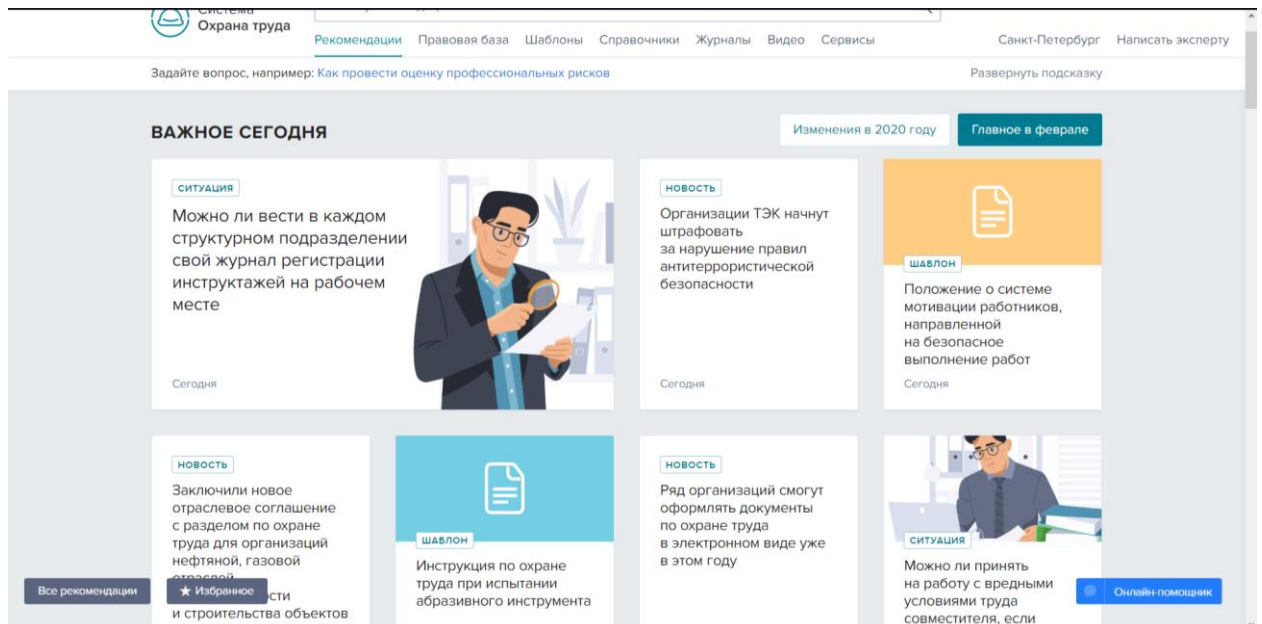 Система
Охрана труда
Рекомендации Правовая база Шаблоны Справочники Журналы Видео Сервисы Санкт-Петербург Написать эксперту
Задайте вопрос, например: Как провести оценку профессиональных рисков Развернуть подсказку
ВАЖНОЕ СЕГОДНЯ
Изменения в 2020 году
Главное в феврале
СИТУАЦИЯ
Можно ли вести в каждом
структурном подразделении
свой журнал регистрации
инструктажей на рабочем
месте
Сегодня
НОВОСТЬ
Организации ТЭК начнут
штрафовать
за нарушение правил
антитеррористической
безопасности
Сегодня
ШАБЛОН
Положение о системе
мотивации работников,
направленной
на безопасное
выполнение работ
Сегодня
НОВОСТЬ
Заключили новое
отраслевое соглашение
с разделом по охране
труда для организаций
нефтяной, газовой
отраслей
и строительства объектов
ШАБЛОН
Инструкция по охране
труда при испытании
абразивного инструмента
НОВОСТЬ
Ряд организаций смогут
оформлять документы
по охране труда
в электронном виде уже
в этом году
СИТУАЦИЯ
Можно ли принять
на работу с вредными
условиями труда
совместителя, если
Все рекомендации
★ Избранное
Онлайн-помощник